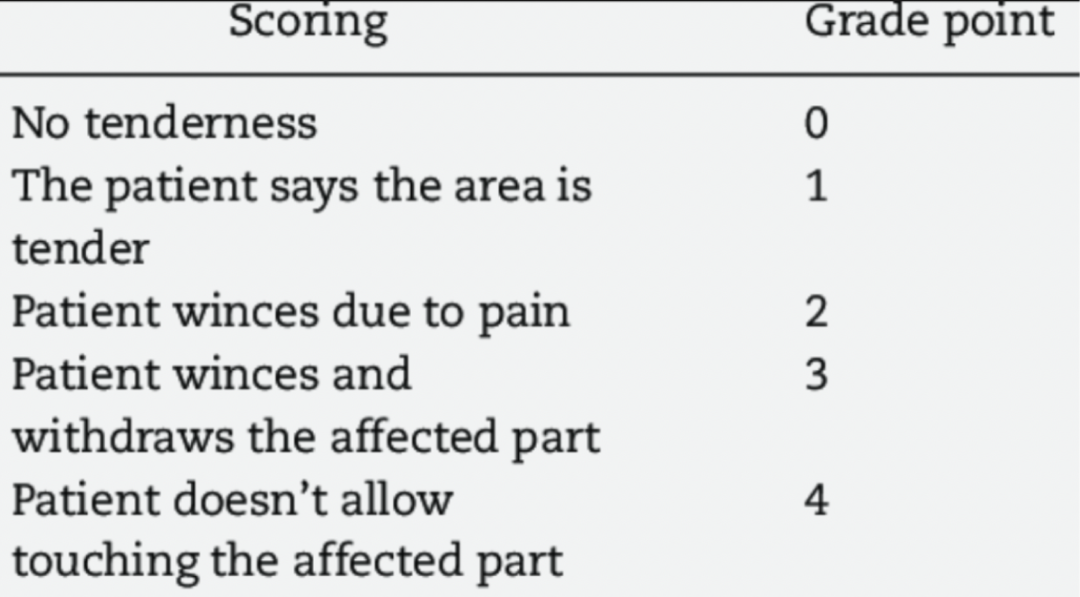 Scoring Grade point
No tenderness 0
The patient says the area is 1
tender
Patient winces due to pain 2
Patient winces and 3
withdraws the affected part
Patient doesn’t allow 4
touching the affected part